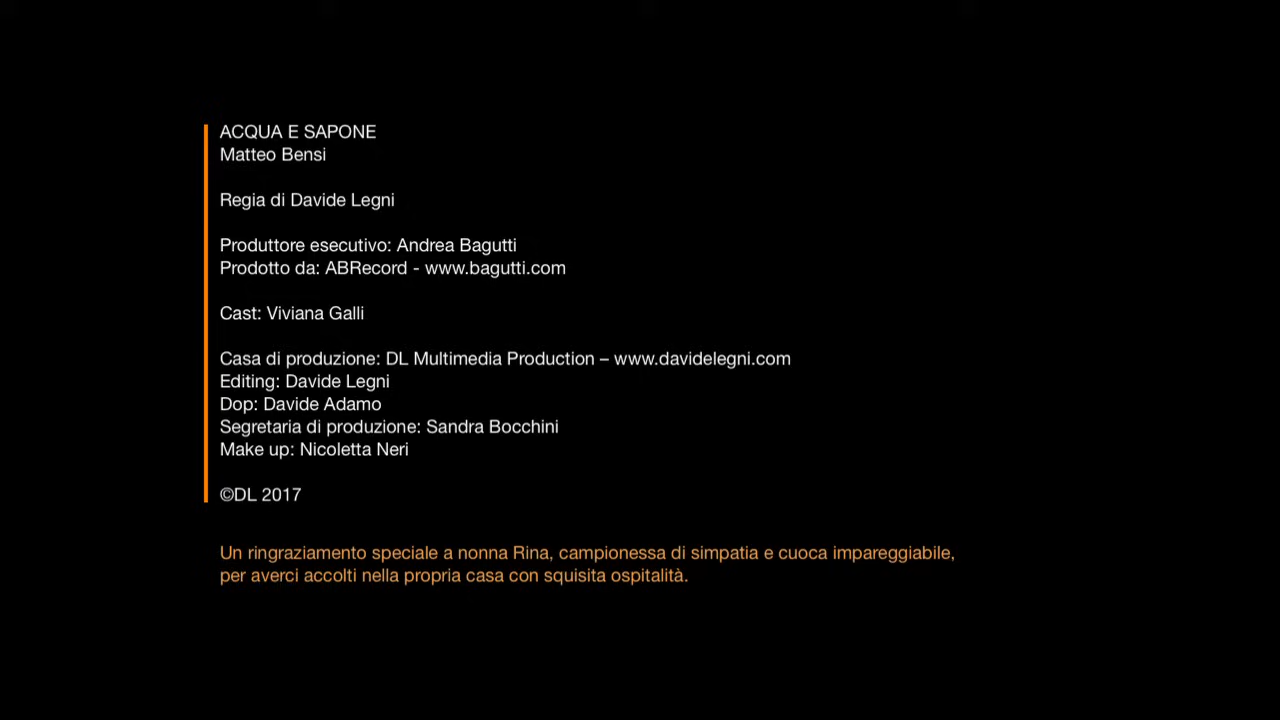 ACQUA E SAPONE
Matteo Bensi
Regia di Davide Legni
Produttore esecutivo: Andrea Bagutti
Prodotto da: ABRecord - www.bagutti.com
Cast: Viviana Galli
Casa di produzione: DL Multimedia Production – www.davidelegni.com
Editing: Davide Legni
Dop: Davide Adamo
Segretaria di produzione: Sandra Bocchini
Make up: Nicoletta Neri
©DL 2017
Un ringraziamento speciale a nonna Rina, campionessa di simpatia e cuoca impareggiabile,
per averci accolti nella propria casa con squisita ospitalità.